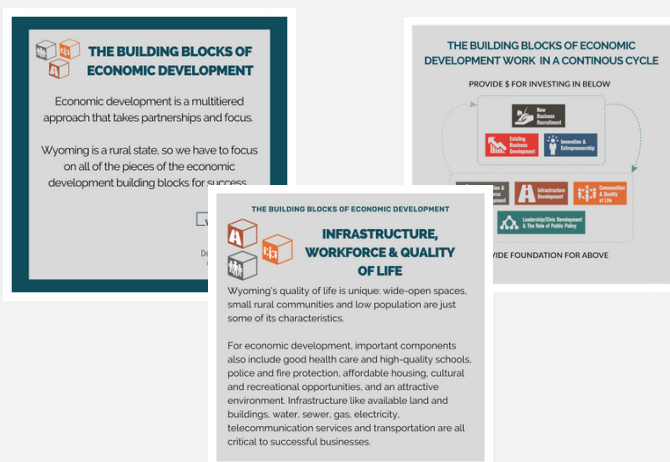 THE BUILDING BLOCKS OF
ECONOMIC DEVELOPMENT
Economic development is a multitiered
approach that takes partnerships and focus.
Wyoming is a rural state, so we have to focus
on all of the pieces of the economic
development building blocks for success.
THE BUILDING BLOCKS OF ECONOMIC
DEVELOPMENT WORK IN A CONTINOUS CYCLE
PROVIDE $ FOR INVESTING IN BELOW
New
Business
Recruitment
Existing
Business
Development
Innovation &
Entrepreneurship
Infrastructure
Development
Communities
& Quality
of Life
Leadership/Civic Development
& The Role of Public Policy
FOUNDATION FOR ABOVE
THE BUILDING BLOCKS OF ECONOMIC DEVELOPMENT
INFRASTRUCTURE,
WORKFORCE & QUALITY
OF LIFE
Wyoming's quality of life is unique: wide-open spaces,
small rural communities and low population are just
some of its characteristics.
For economic development, important components
also include good health care and high-quality schools,
police and fire protection, affordable housing, cultural
and recreational opportunities, and an attractive
environment. Infrastructure like available land and
buildings, water, sewer, gas, electricity,
telecommunication services and transportation are all
critical to successful businesses.